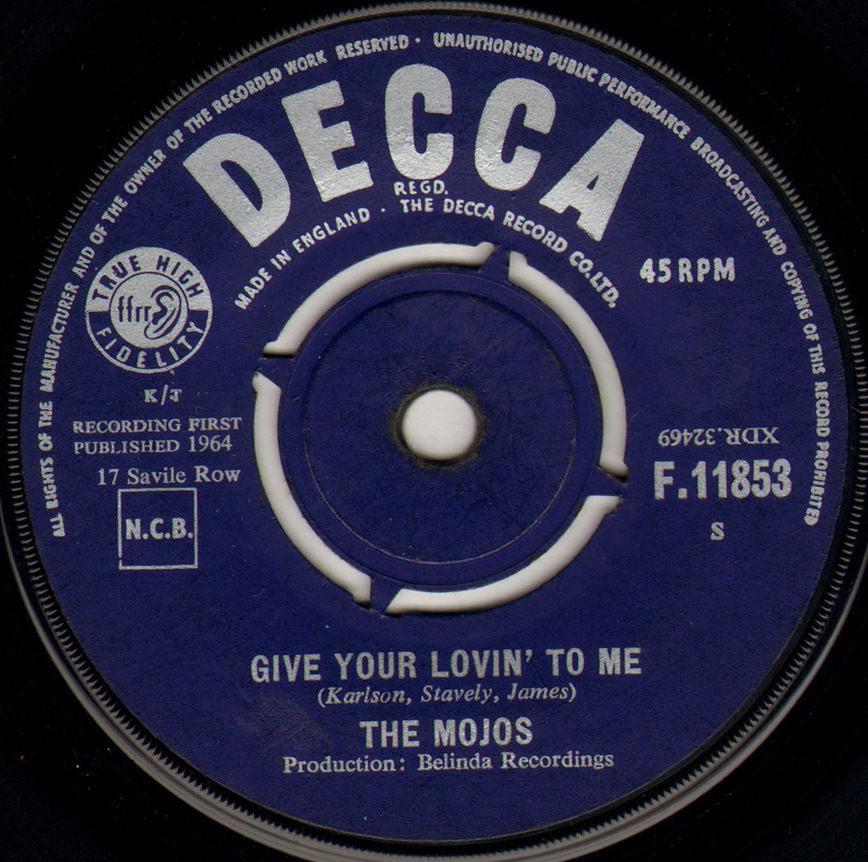 ALL RIGHTS OF THE MANUFACTURER AND OF THE OWNER OF THE RECORDED WORK RESERVED · UNAUTHORISED PUBLIC PERFORMANCE BROADCASTING AND COPYING OF THIS RECORD PROHIBITED
DECCA
REGD.
MADE IN ENGLAND · THE DECCA RECORD CO. LTD.
TRUE HIGH
ffrr
FIDELITY
45 RPM
K/T
RECORDING FIRST
PUBLISHED 1964
17 Savile Row
N.C.B.
XDR.32469
F.11853
S
GIVE YOUR LOVIN' TO ME
(Karlson, Stavely, James)
THE MOJOS
Production: Belinda Recordings